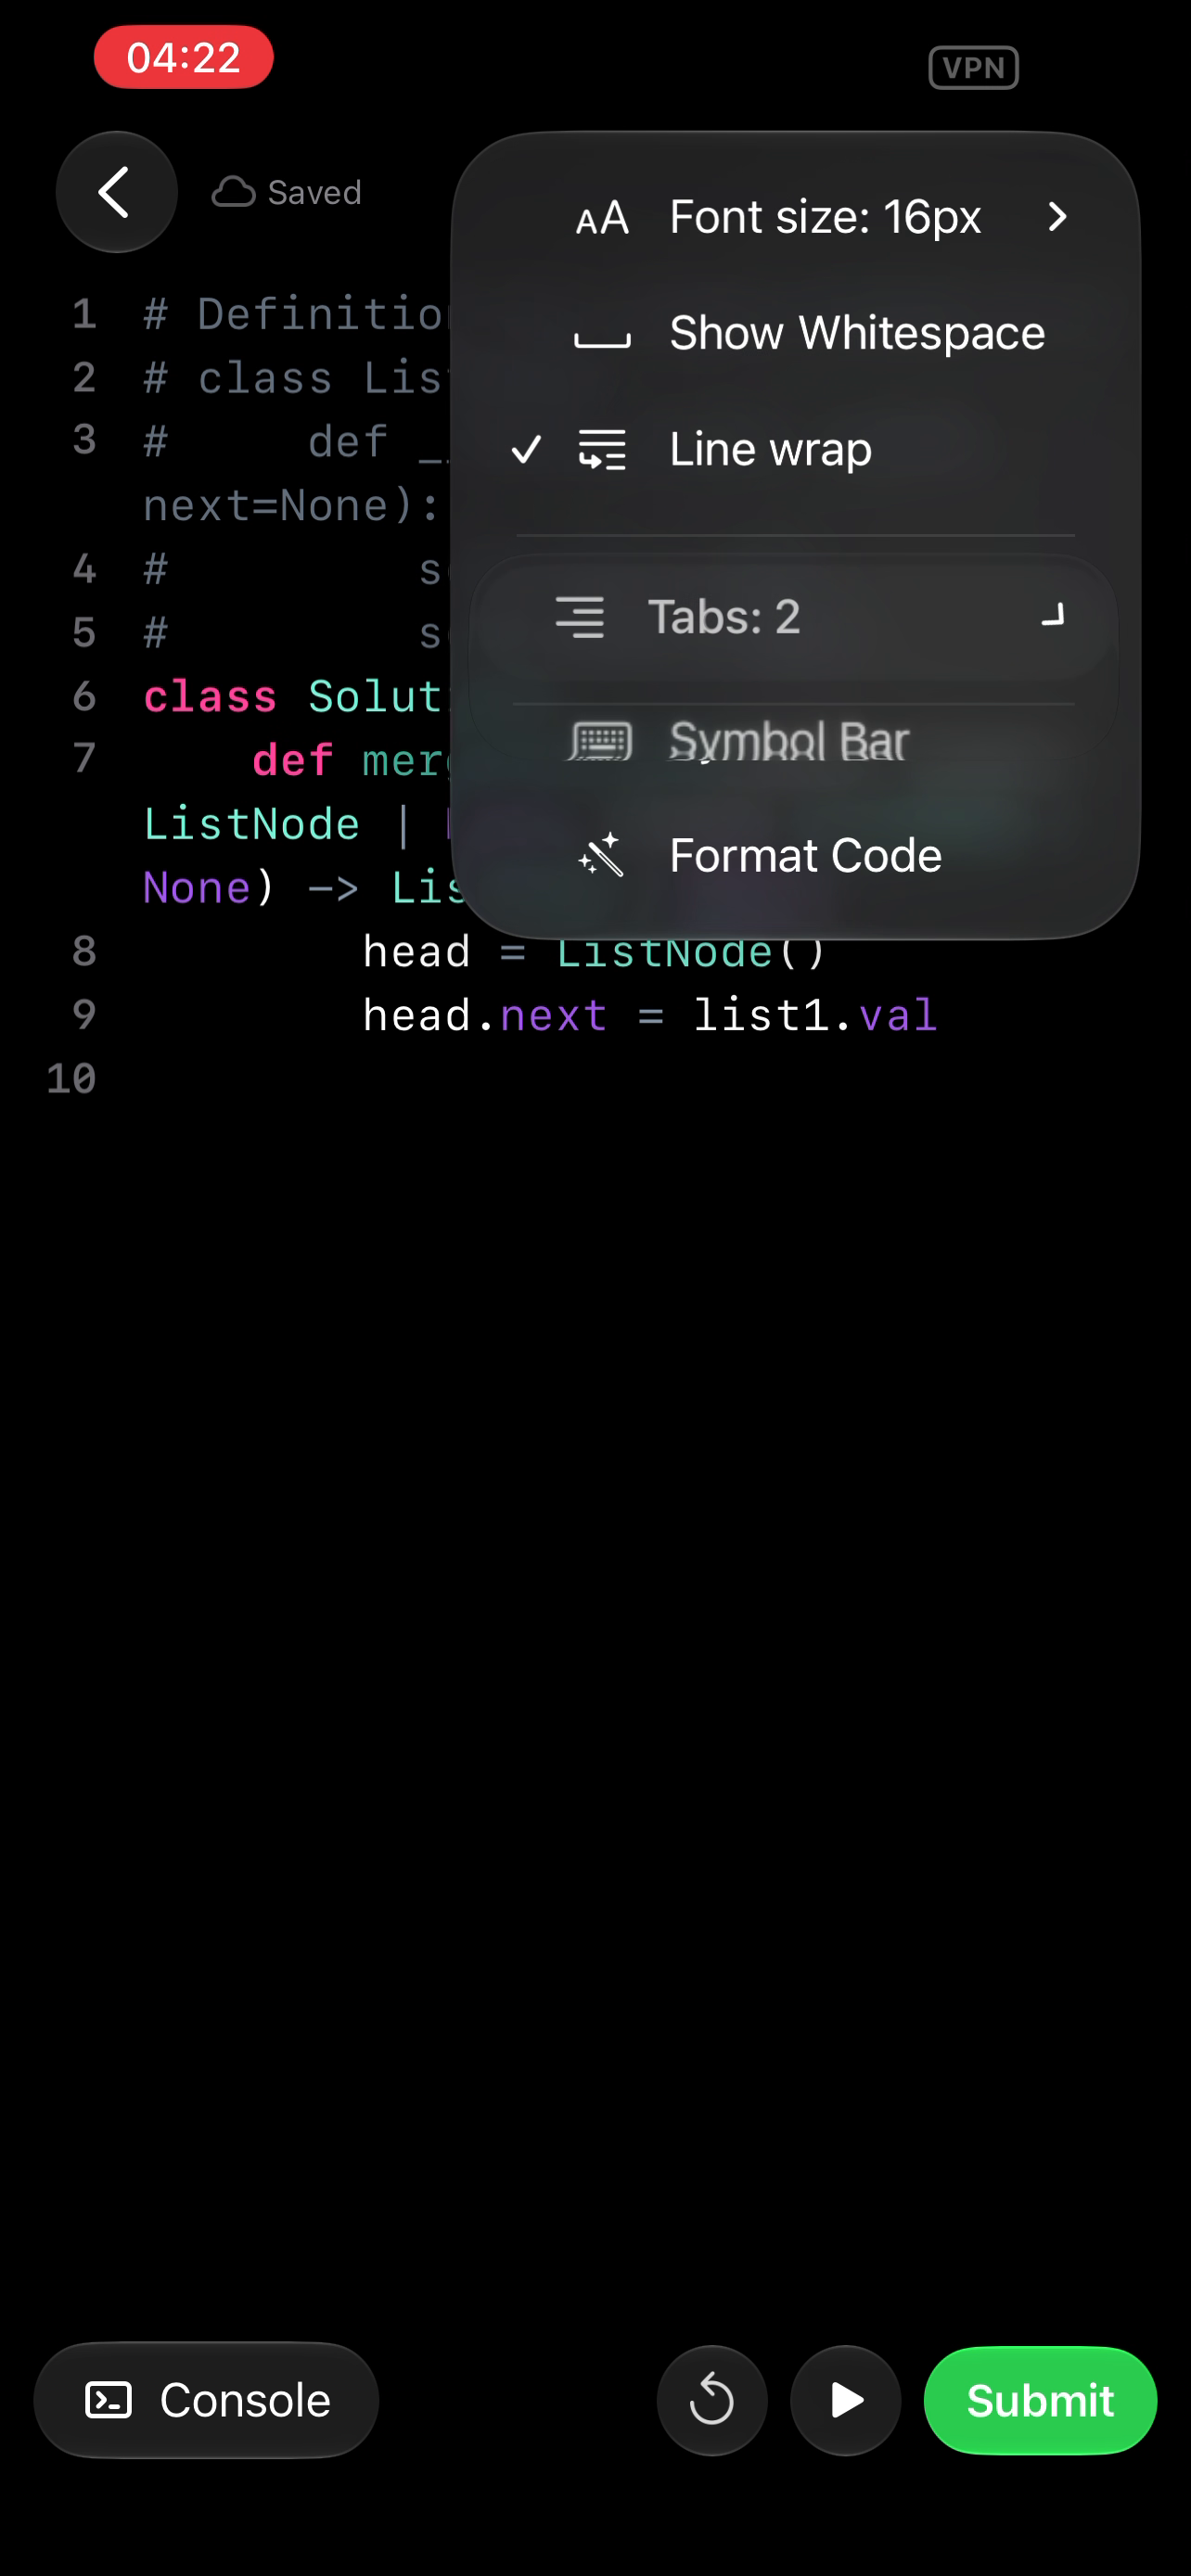 04:22
VPN
Saved
Font size: 16px
Show Whitespace
Line wrap
Tabs: 2
Symbol Bar
Format Code
1 # Definition
2 # class Lis
3 #     def _
next=None):
4 #         s
5 #         s
6 class Solut
7     def mer
ListNode |
None) -> Lis
8         head = ListNode()
9         head.next = list1.val
10
Console
Submit